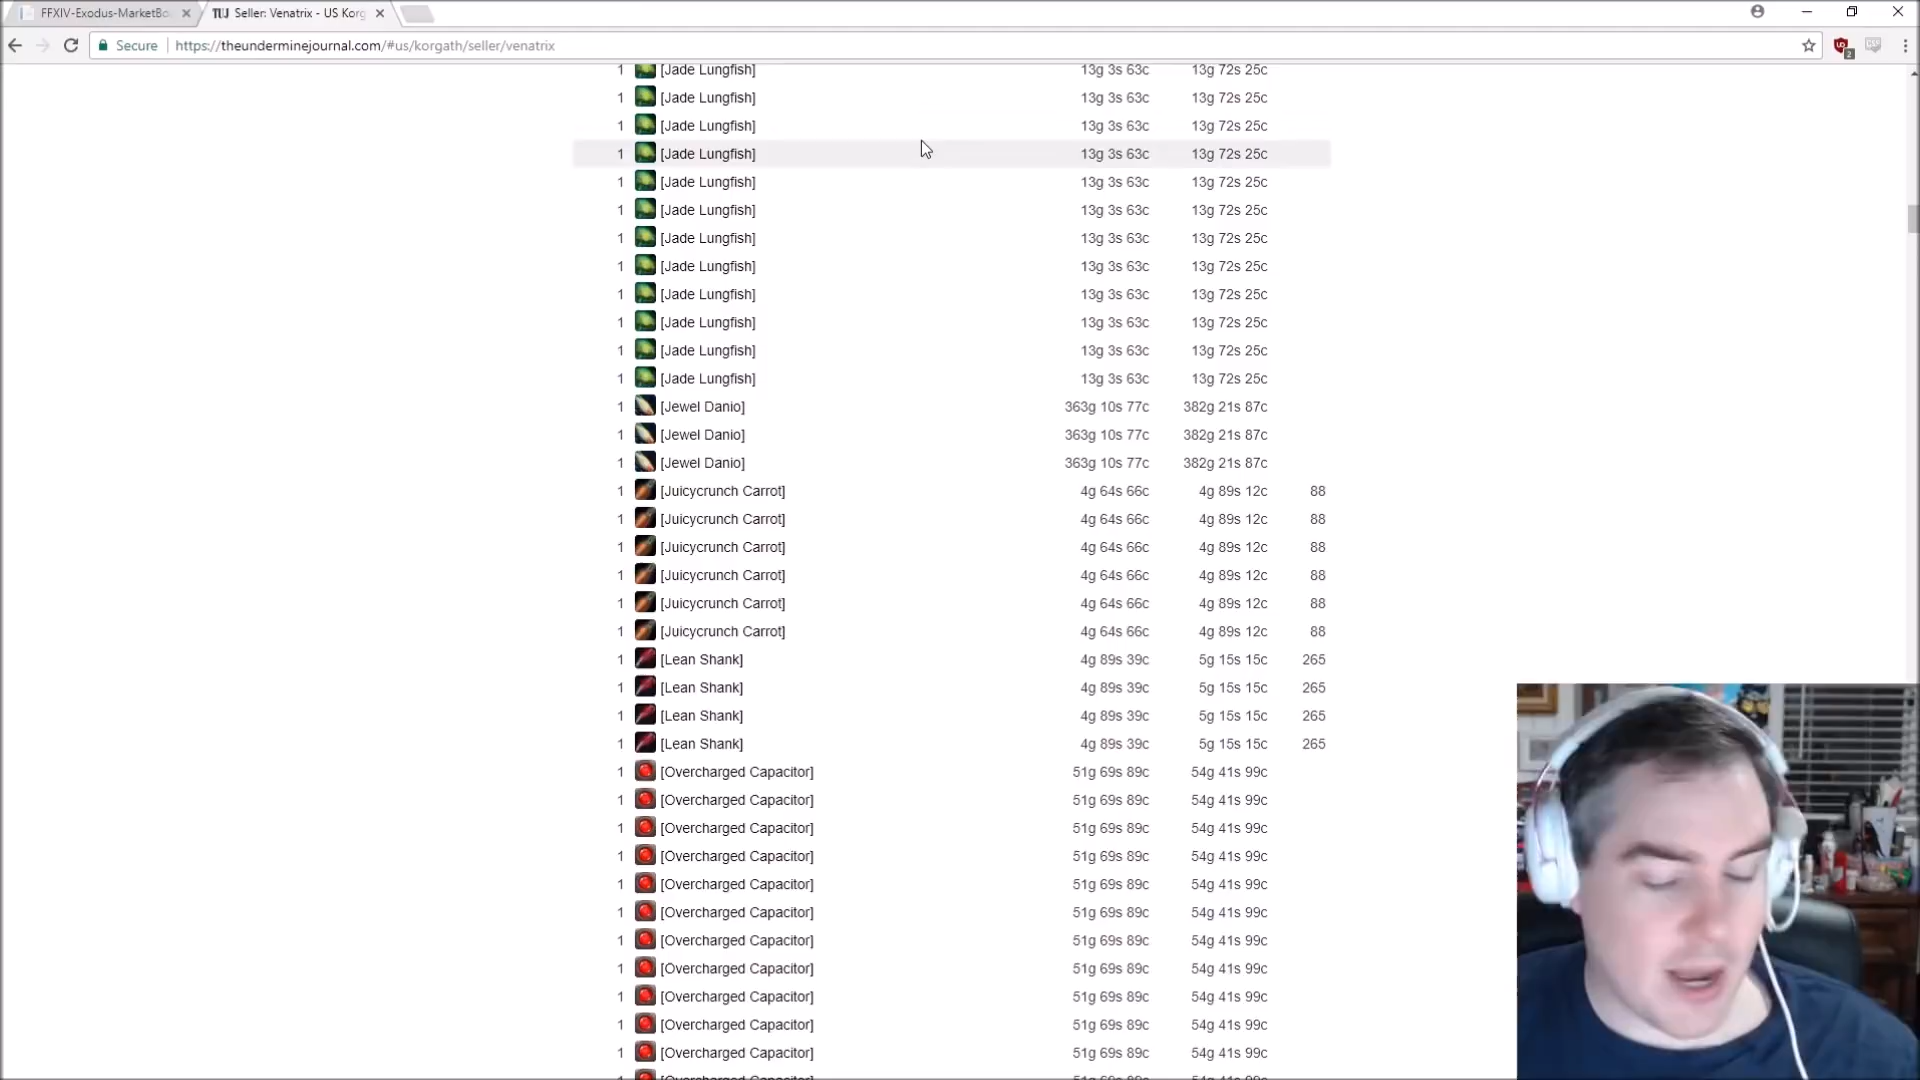 FFXIV-Exodus-MarketBo
TUJ Seller: Venatrix - US Korg
Secure https://theunderminejournal.com/#us/korgath/seller/venatrix
2
1 [Jade Lungfish] 13g 3s 63c 13g 72s 25c
1 [Jade Lungfish] 13g 3s 63c 13g 72s 25c
1 [Jade Lungfish] 13g 3s 63c 13g 72s 25c
1 [Jade Lungfish] 13g 3s 63c 13g 72s 25c
1 [Jade Lungfish] 13g 3s 63c 13g 72s 25c
1 [Jade Lungfish] 13g 3s 63c 13g 72s 25c
1 [Jade Lungfish] 13g 3s 63c 13g 72s 25c
1 [Jade Lungfish] 13g 3s 63c 13g 72s 25c
1 [Jade Lungfish] 13g 3s 63c 13g 72s 25c
1 [Jade Lungfish] 13g 3s 63c 13g 72s 25c
1 [Jade Lungfish] 13g 3s 63c 13g 72s 25c
1 [Jade Lungfish] 13g 3s 63c 13g 72s 25c
1 [Jewel Danio] 363g 10s 77c 382g 21s 87c
1 [Jewel Danio] 363g 10s 77c 382g 21s 87c
1 [Jewel Danio] 363g 10s 77c 382g 21s 87c
1 [Juicycrunch Carrot] 4g 64s 66c 4g 89s 12c 88
1 [Juicycrunch Carrot] 4g 64s 66c 4g 89s 12c 88
1 [Juicycrunch Carrot] 4g 64s 66c 4g 89s 12c 88
1 [Juicycrunch Carrot] 4g 64s 66c 4g 89s 12c 88
1 [Juicycrunch Carrot] 4g 64s 66c 4g 89s 12c 88
1 [Juicycrunch Carrot] 4g 64s 66c 4g 89s 12c 88
1 [Lean Shank] 4g 89s 39c 5g 15s 15c 265
1 [Lean Shank] 4g 89s 39c 5g 15s 15c 265
1 [Lean Shank] 4g 89s 39c 5g 15s 15c 265
1 [Lean Shank] 4g 89s 39c 5g 15s 15c 265
1 [Overcharged Capacitor] 51g 69s 89c 54g 41s 99c
1 [Overcharged Capacitor] 51g 69s 89c 54g 41s 99c
1 [Overcharged Capacitor] 51g 69s 89c 54g 41s 99c
1 [Overcharged Capacitor] 51g 69s 89c 54g 41s 99c
1 [Overcharged Capacitor] 51g 69s 89c 54g 41s 99c
1 [Overcharged Capacitor] 51g 69s 89c 54g 41s 99c
1 [Overcharged Capacitor] 51g 69s 89c 54g 41s 99c
1 [Overcharged Capacitor] 51g 69s 89c 54g 41s 99c
1 [Overcharged Capacitor] 51g 69s 89c 54g 41s 99c
1 [Overcharged Capacitor] 51g 69s 89c 54g 41s 99c
1 [Overcharged Capacitor] 51g 69s 89c 54g 41s 99c